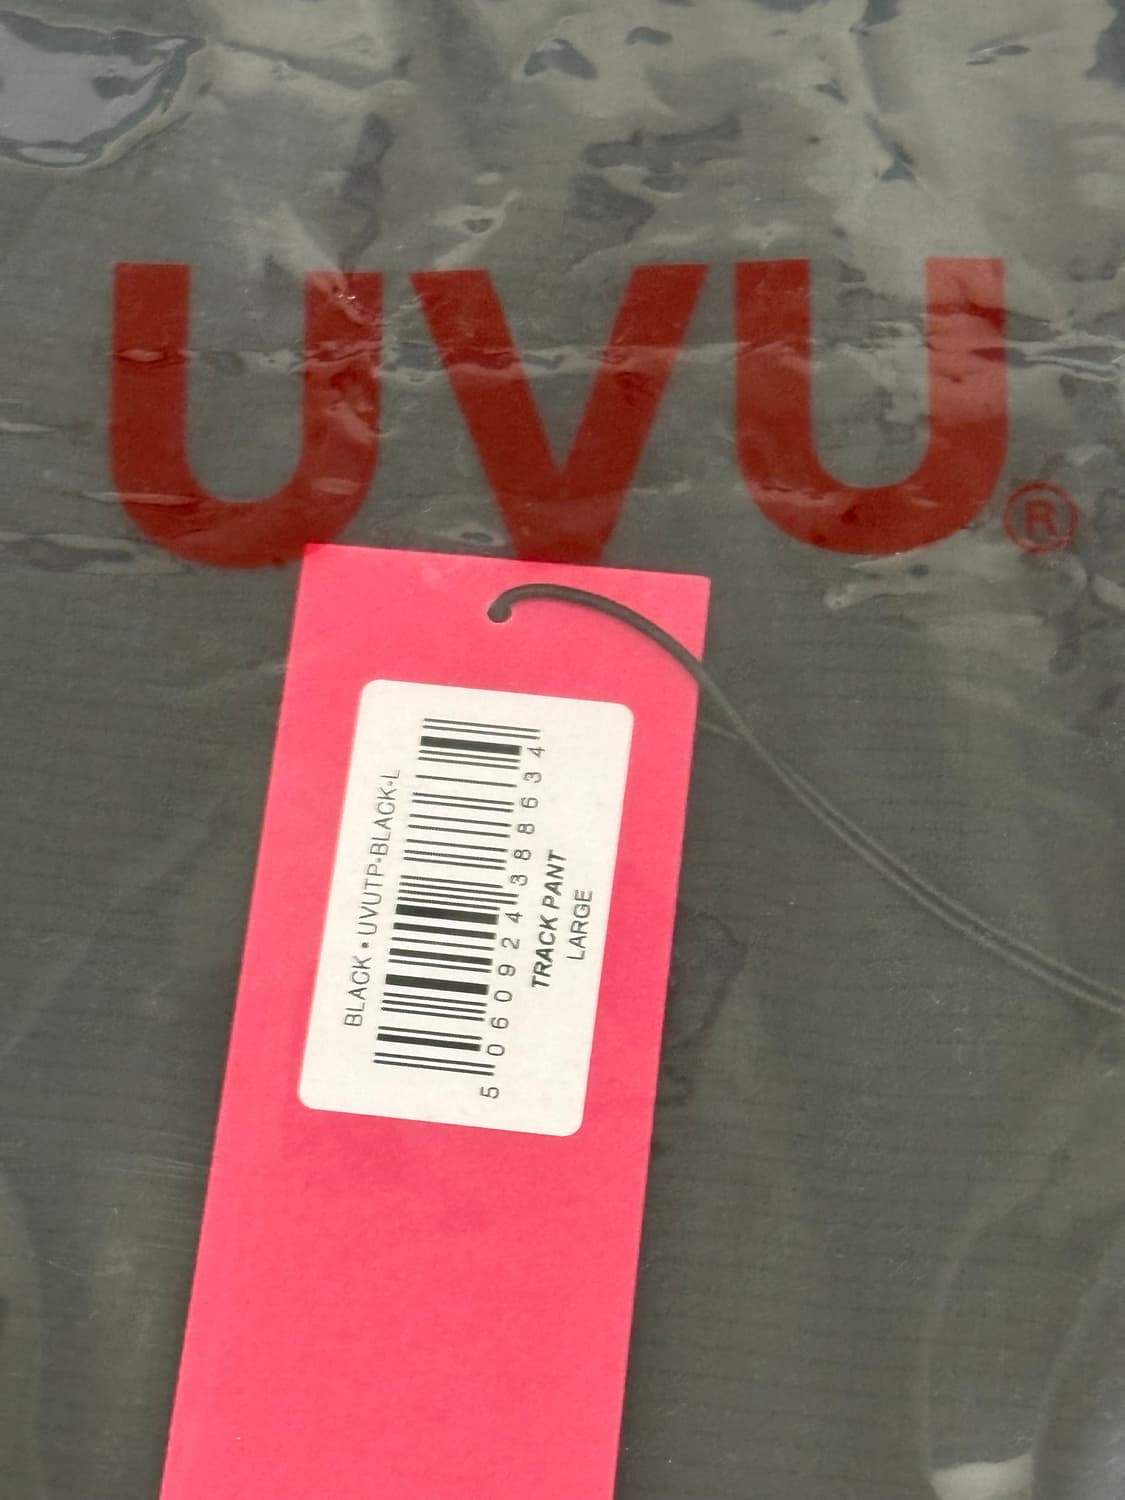 UVU®
BLACK • UVUTP-BLACK-L
5 060924 388634
TRACK PANT
LARGE